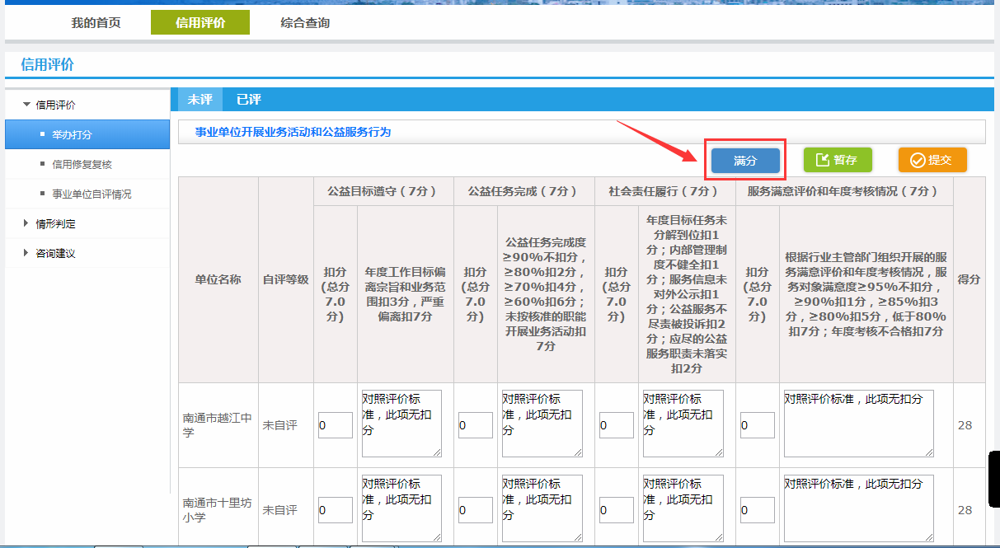 我的首页 信用评价 综合查询
信用评价
信用评价
举办打分
信用修复复核
事业单位自评情况
情形判定
咨询建议
未评 已评
事业单位开展业务活动和公益服务行为
满分 暂存 提交
单位名称
自评等级
公益目标遵守（7分）
公益任务完成（7分）
社会责任履行（7分）
服务满意评价和年度考核情况（7分）
得分
扣分
(总分
7.0
分)
年度工作目标偏
离宗旨和业务范
围扣3分，严重
偏离扣7分
扣分
(总分
7.0
分)
公益任务完成度
≥90%不扣分，
≥80%扣2分，
≥70%扣4分，
≥60%扣6分；
未按核准的职能
开展业务活动扣
7分
扣分
(总分
7.0
分)
年度目标任务未
分解到位扣1
分；内部管理制
度不健全扣1
分；服务信息未
对外公示扣1
分；公益服务不
尽责被投诉扣2
分；应尽的公益
服务职责未落实
扣2分
扣分
(总分
7.0
分)
根据行业主管部门组织开展的服
务满意评价和年度考核情况，服
务对象满意度≥95%不扣分，
≥90%扣1分，≥85%扣3
分，≥80%扣5分，低于80%
扣7分；年度考核不合格扣7分
南通市越江中
学
未自评
0
对照评价标
准，此项无扣
分
0
对照评价标
准，此项无扣
分
0
对照评价标
准，此项无扣
分
0
对照评价标准，此项无扣分
28
南通市十里坊
小学
未自评
0
对照评价标
准，此项无扣
分
0
对照评价标
准，此项无扣
分
0
对照评价标
准，此项无扣
分
0
对照评价标准，此项无扣分
28